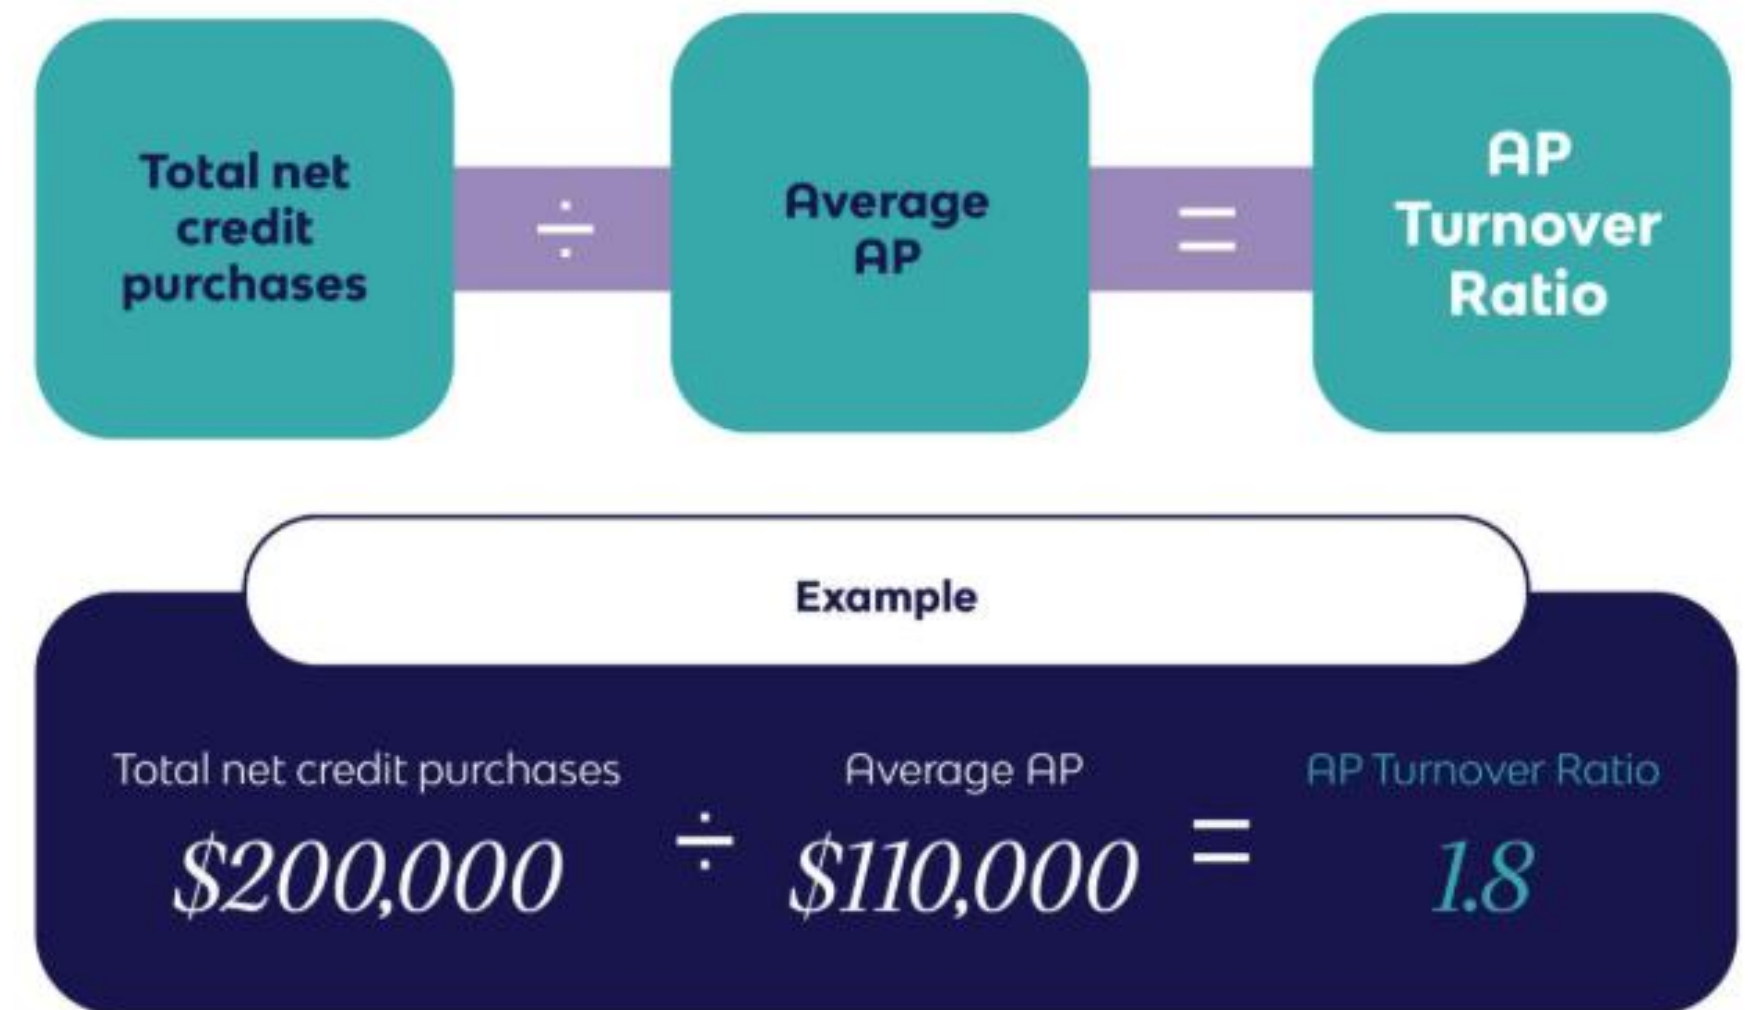 Total net
credit
purchases
÷
Average
AP
=
AP
Turnover
Ratio
Example
Total net credit purchases
Average AP
AP Turnover Ratio
$200,000 ÷ $110,000 = 1.8